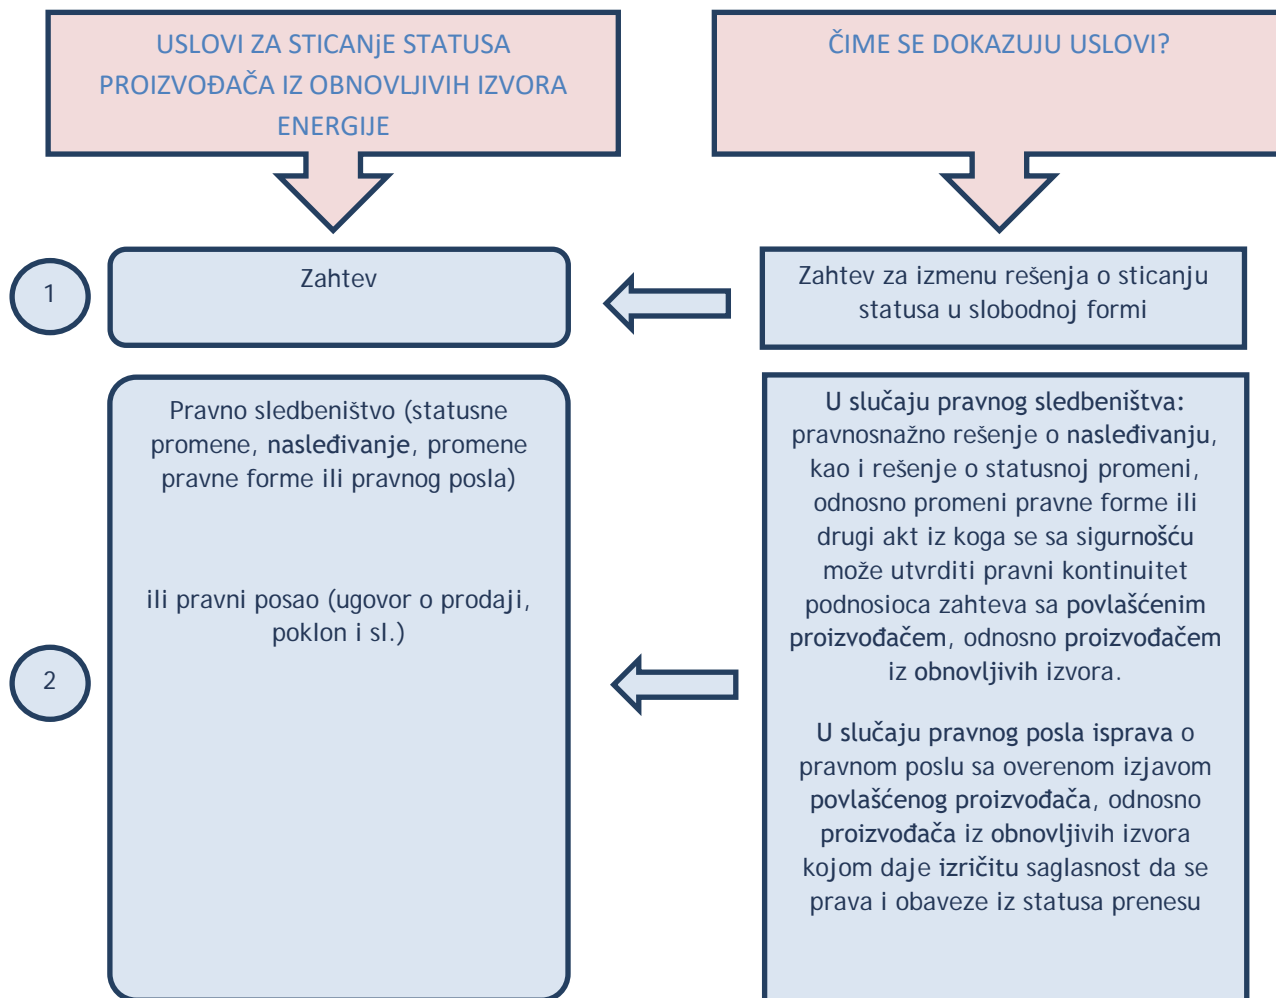 USLOVI ZA STICANjE STATUSA
PROIZVOĐAČA IZ OBNOVLJIVIH IZVORA
ENERGIJE
ČIME SE DOKAZUJU USLOVI?
1
Zahtev
Zahtev za izmenu rešenja o sticanju
statusa u slobodnoj formi
2
Pravno sledbeništvo (statusne
promene, nasleđivanje, promene
pravne forme ili pravnog posla)
ili pravni posao (ugovor o prodaji,
poklon i sl.)
U slučaju pravnog sledbeništva:
pravnosnažno rešenje o nasleđivanju,
kao i rešenje o statusnoj promeni,
odnosno promeni pravne forme ili
drugi akt iz koga se sa sigurnošću
može utvrditi pravni kontinuitet
podnosioca zahteva sa povlašćenim
proizvođačem, odnosno proizvođačem
iz obnovljivih izvora.
U slučaju pravnog posla isprava o
pravnom poslu sa overenom izjavom
povlašćenog proizvođača, odnosno
proizvođača iz obnovljivih izvora
kojom daje izričitu saglasnost da se
prava i obaveze iz statusa prenesu